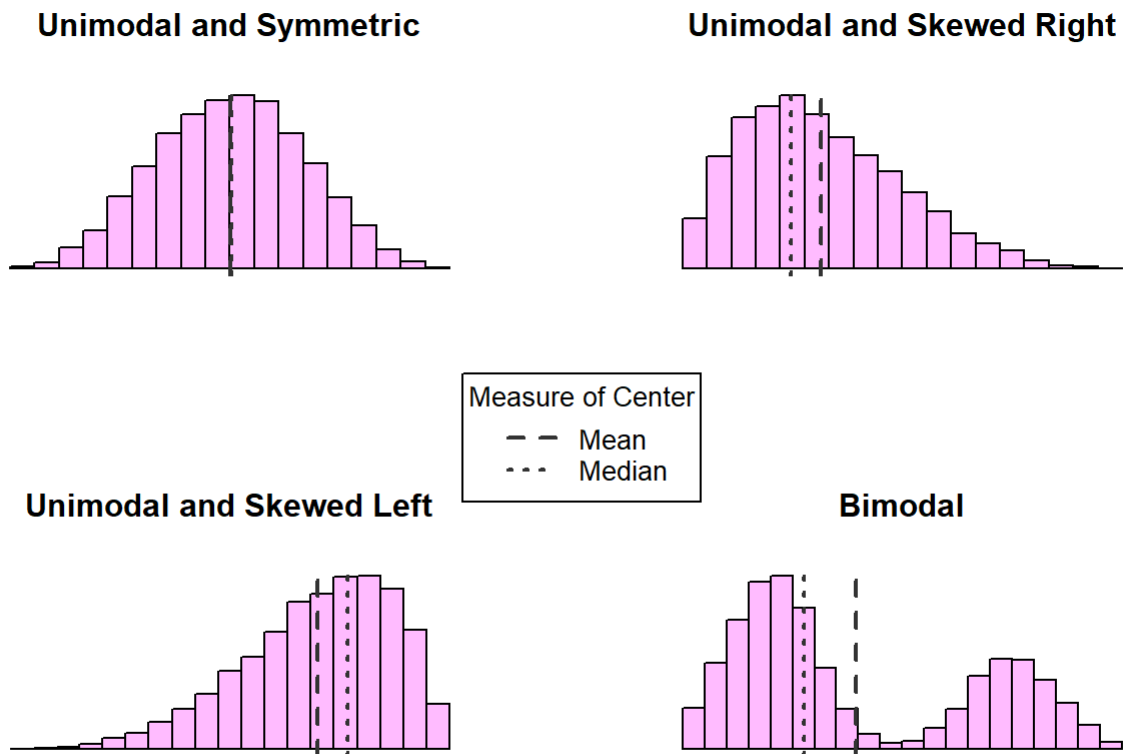 Unimodal and Symmetric
Unimodal and Skewed Right
Measure of Center
Mean
Median
Unimodal and Skewed Left
Bimodal